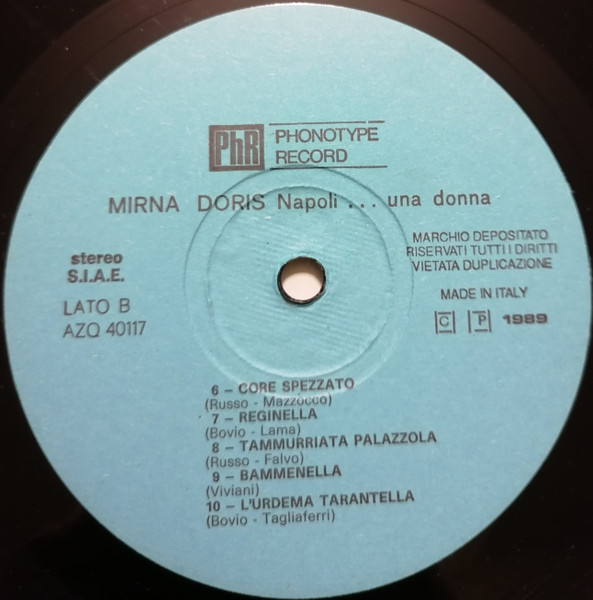 PhR PHONOTYPE
RECORD
MIRNA DORIS Napoli ... una donna
stereo
S.I.A.E.
LATO B
AZQ 40117
MARCHIO DEPOSITATO
RISERVATI TUTTI I DIRITTI
VIETATA DUPLICAZIONE
MADE IN ITALY
C P 1989
6 – CORE SPEZZATO
(Russo - Mazzocco)
7 – REGINELLA
(Bovio - Lama)
8 – TAMMURRIATA PALAZZOLA
(Russo - Falvo)
9 – BAMMENELLA
(Viviani)
10 – L'URDEMA TARANTELLA
(Bovio - Tagliaferri)